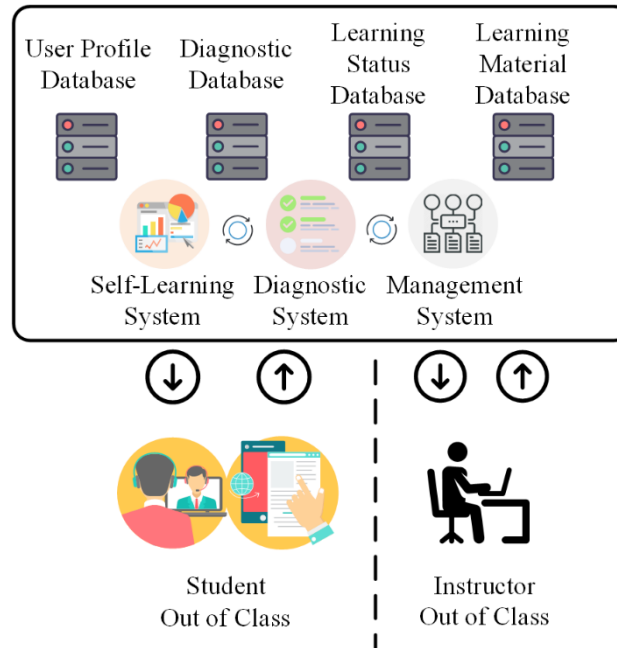 User Profile
Database
Diagnostic
Database
Learning
Status
Database
Learning
Material
Database
Self-Learning
System
Diagnostic
System
Management
System
Student
Out of Class
Instructor
Out of Class